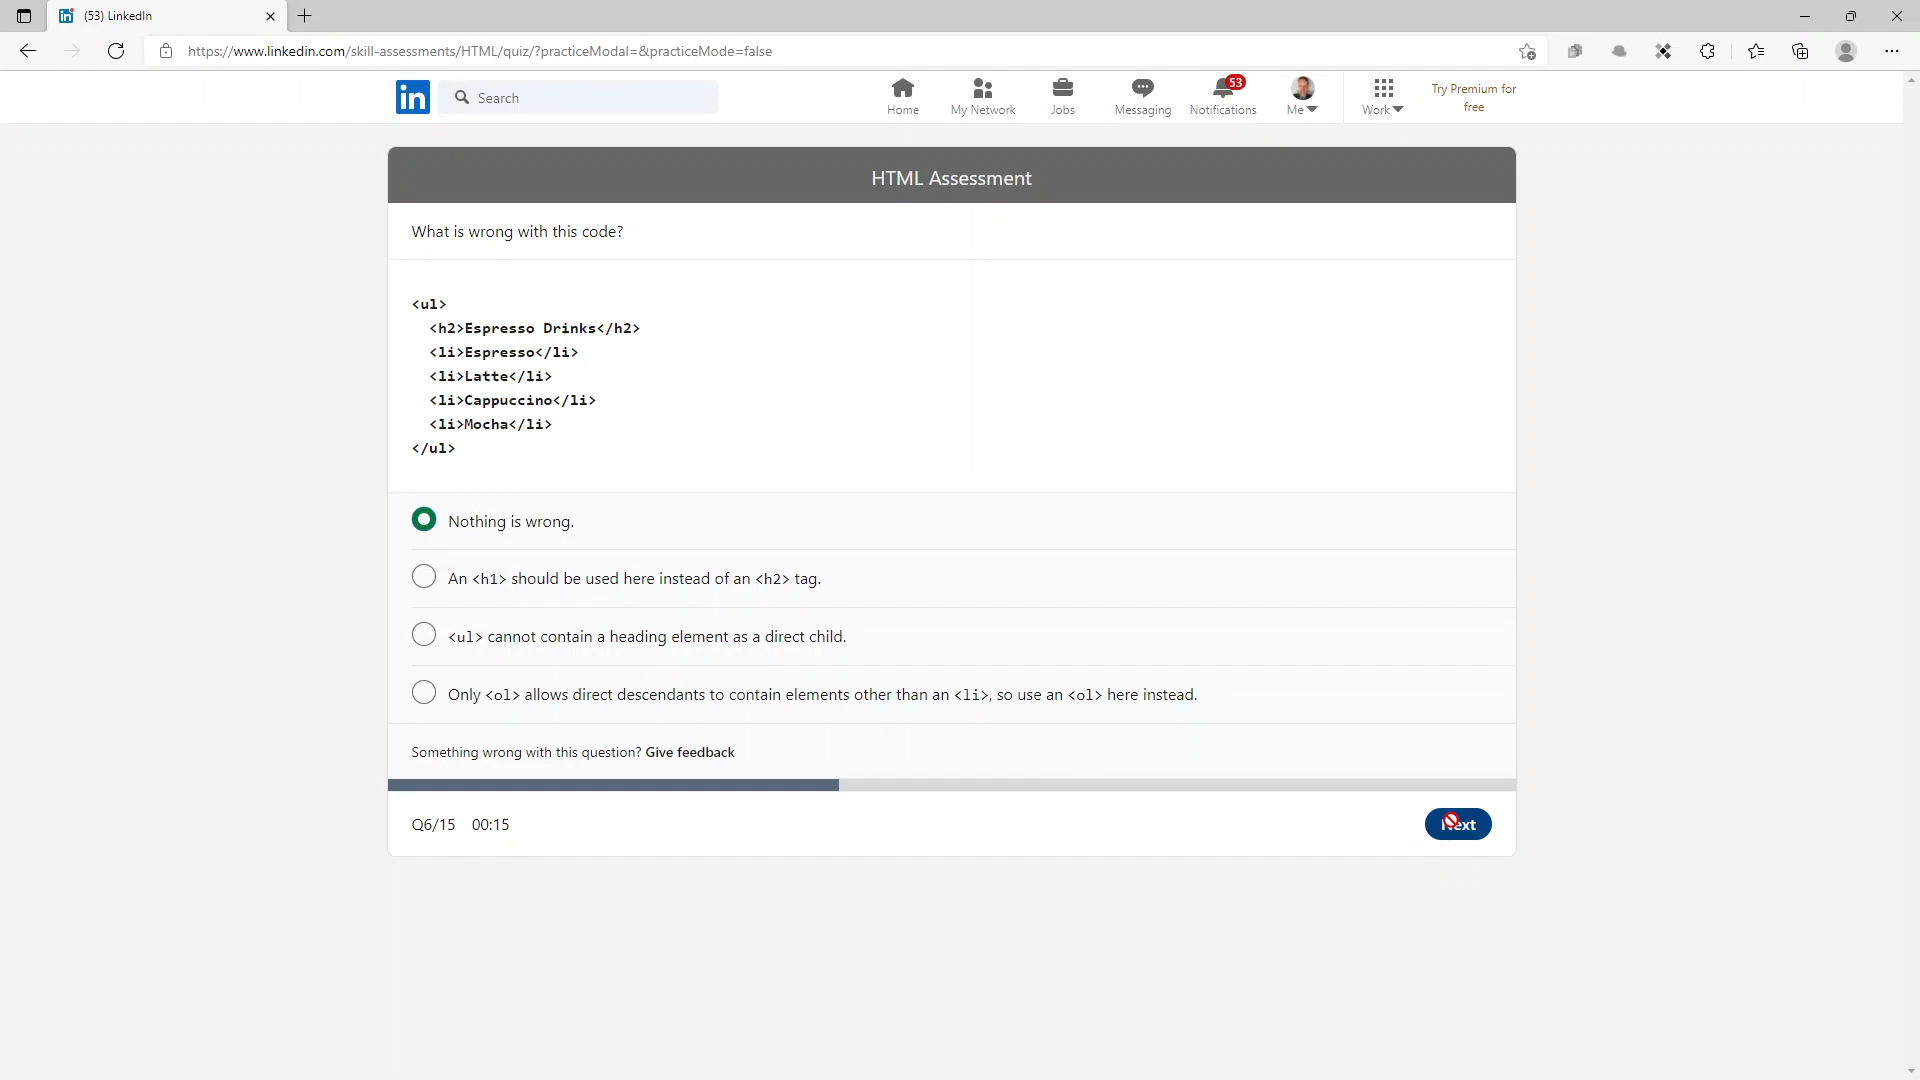 (53) LinkedIn
https://www.linkedin.com/skill-assessments/HTML/quiz/?practiceModal=&practiceMode=false
in
Search
Home
My Network
Jobs
Messaging
53
Notifications
Me
Work
Try Premium for
free
HTML Assessment
What is wrong with this code?
<ul>
  <h2>Espresso Drinks</h2>
  <li>Espresso</li>
  <li>Latte</li>
  <li>Cappuccino</li>
  <li>Mocha</li>
</ul>
Nothing is wrong.
An <h1> should be used here instead of an <h2> tag.
<ul> cannot contain a heading element as a direct child.
Only <ol> allows direct descendants to contain elements other than an <li>, so use an <ol> here instead.
Something wrong with this question? Give feedback
Q6/15 00:15
Next